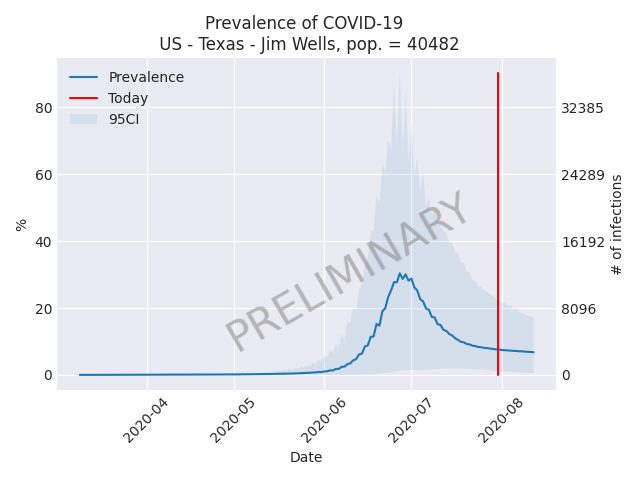 Prevalence of COVID-19
US - Texas - Jim Wells, pop. = 40482
Prevalence
Today
95CI
PRELIMINARY
%
80
60
40
20
0
# of infections
32385
24289
16192
8096
0
2020-04
2020-05
2020-06
2020-07
2020-08
Date